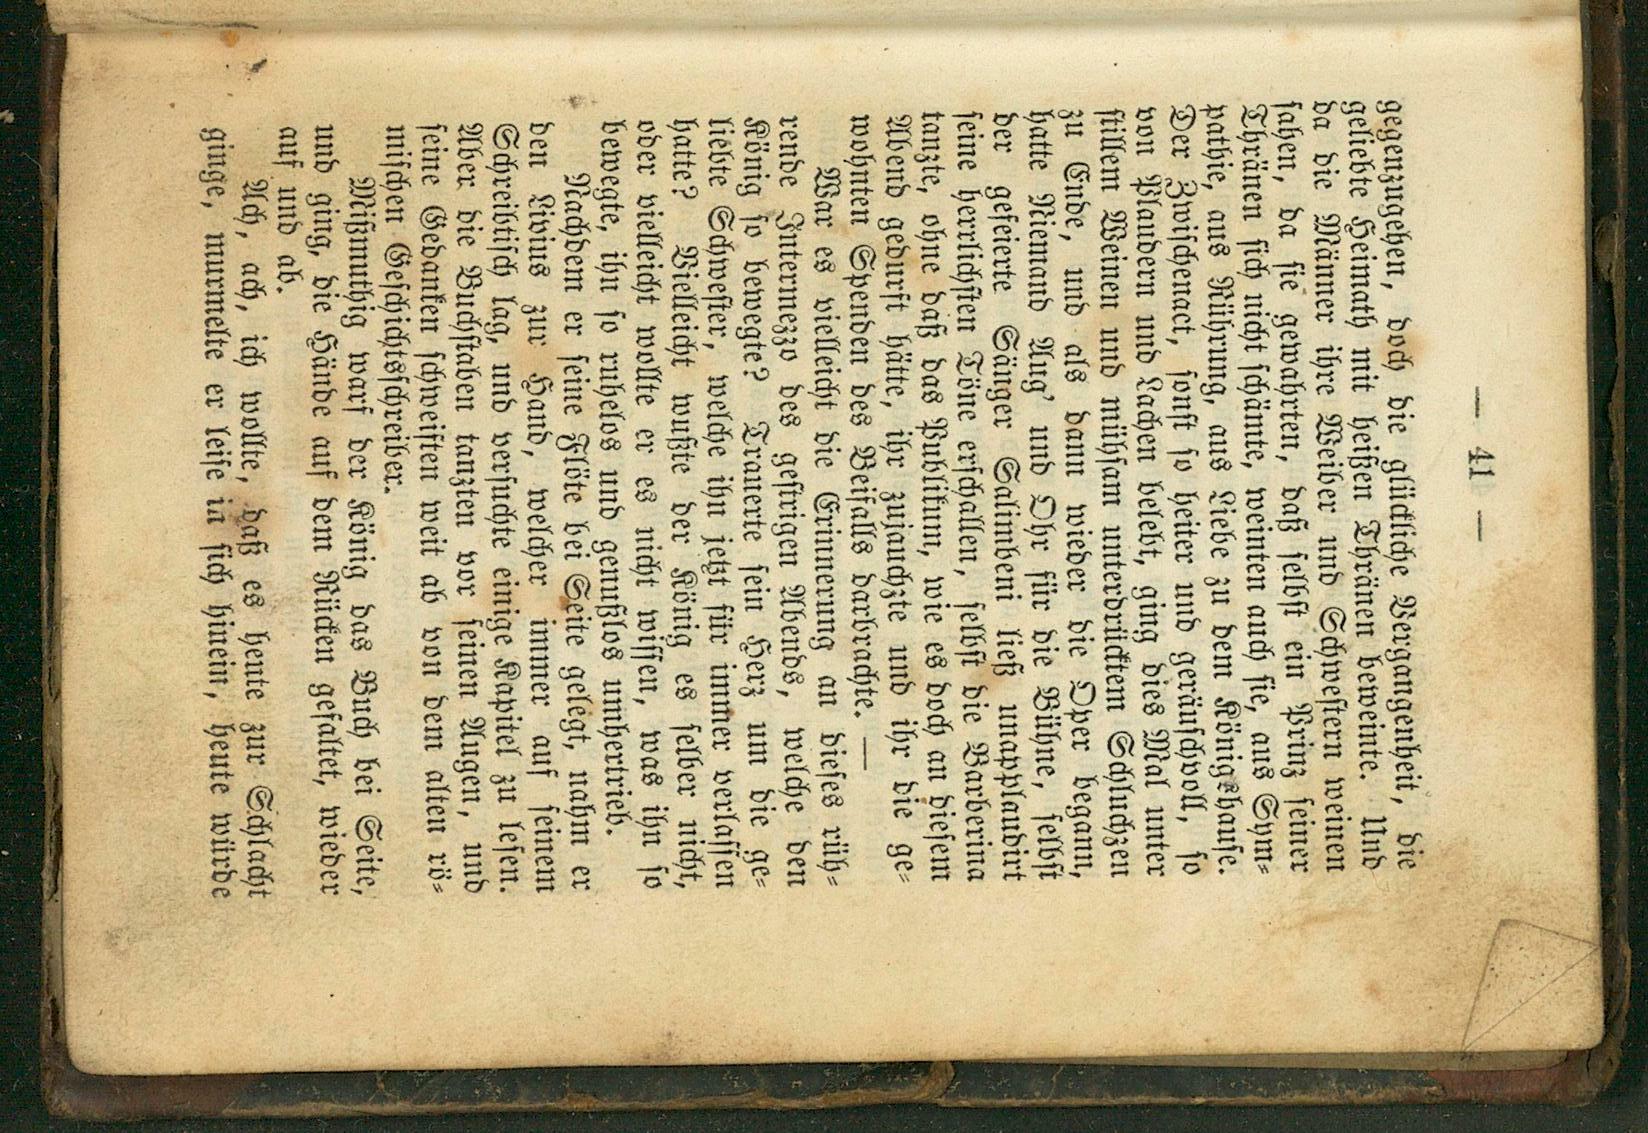 — 41 —
gegenzugehen, doch die glückliche Vergangenheit, die
geliebte Heimath mit heißen Thränen beweinte. Und
da die Männer ihre Weiber und Schwestern weinen
sahen, da sie gewahrten, daß selbst ein Prinz seiner
Thränen sich nicht schämte, weinten auch sie, aus Sym-
pathie, aus Rührung, aus Liebe zu dem Königshause.
Der Zwischenact, sonst so heiter und geräuschvoll, so
von Plaudern und Lachen belebt, ging dies Mal unter
stillem Weinen und mühsam unterdrücktem Schluchzen
zu Ende, und als dann wieder die Oper begann,
hatte Niemand Aug' und Ohr für die Bühne, selbst
der gefeierte Sänger Salimbeni ließ unapplaudirt
seine herrlichsten Töne erschallen, selbst die Barberina
tanzte, ohne daß das Publikum, wie es doch an diesem
Abend gedurft hätte, ihr zujauchzte und ihr die ge-
wohnten Spenden des Beifalls darbrachte. —
War es vielleicht die Erinnerung an dieses rüh-
rende Intermezzo des gestrigen Abends, welche den
König so bewegte? Trauerte sein Herz um die ge-
liebte Schwester, welche ihn jetzt für immer verlassen
hatte? Vielleicht wußte der König es selber nicht,
oder vielleicht wollte er es nicht wissen, was ihn so
bewegte, ihn so ruhelos und genußlos umhertrieb.
Nachdem er seine Flöte bei Seite gelegt, nahm er
den Livius zur Hand, welcher immer auf seinem
Schreibtisch lag, und versuchte einige Kapitel zu lesen.
Aber die Buchstaben tanzten vor seinen Augen, und
seine Gedanken schweiften weit ab von dem alten rö-
mischen Geschichtsschreiber.
Mißmuthig warf der König das Buch bei Seite,
und ging, die Hände auf dem Rücken gefaltet, wieder
auf und ab.
Ach, ach, ich wollte, daß es heute zur Schlacht
ginge, murmelte er leise in sich hinein, heute würde